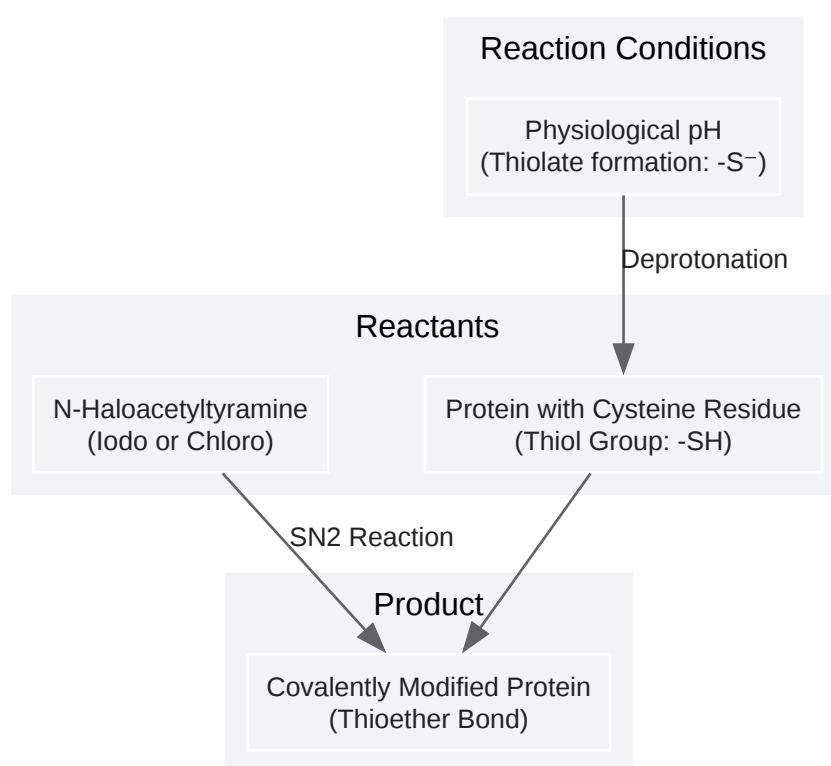 Reaction Conditions
Physiological pH
(Thiolate formation: -S⁻)
Deprotonation
Reactants
N-Haloacetyltyramine
(Iodo or Chloro)
Protein with Cysteine Residue
(Thiol Group: -SH)
SN2 Reaction
Product
Covalently Modified Protein
(Thioether Bond)